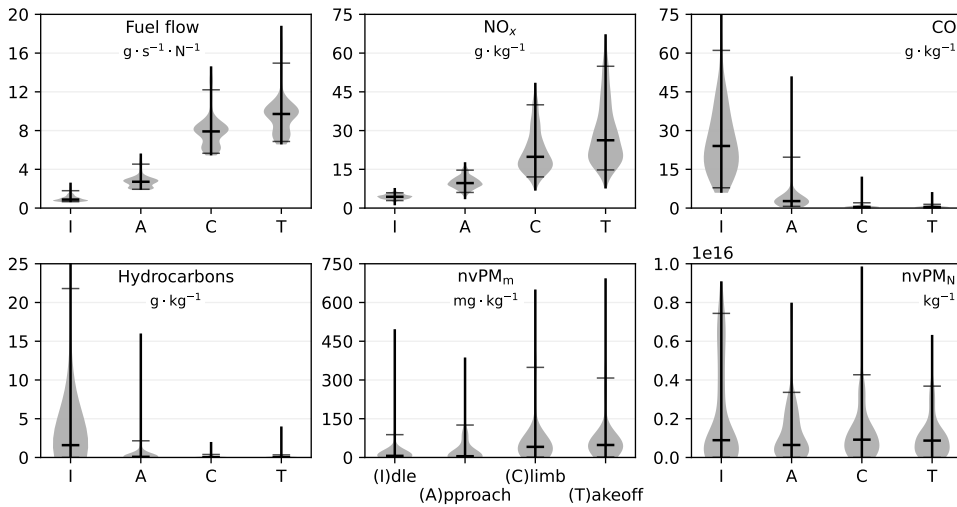 Fuel flow
g · s⁻¹ · N⁻¹
20
16
12
8
4
0
I A C T
NOₓ
g · kg⁻¹
75
60
45
30
15
0
I A C T
CO
g · kg⁻¹
75
60
45
30
15
0
I A C T
Hydrocarbons
g · kg⁻¹
25
20
15
10
5
0
I A C T
nvPMₘ
mg · kg⁻¹
750
600
450
300
150
0
(I)dle (C)limb
(A)pproach (T)akeoff
1e16
nvPM_N
kg⁻¹
1.0
0.8
0.6
0.4
0.2
0.0
I A C T